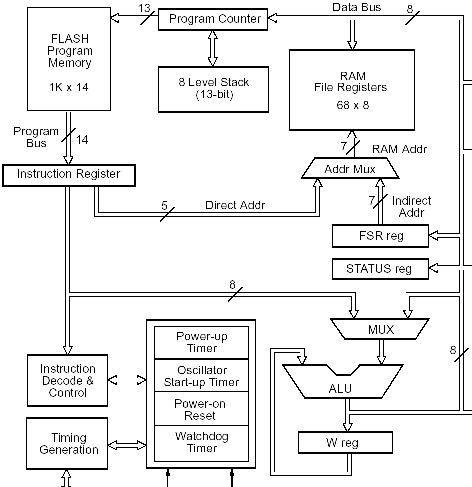 13
Program Counter
Data Bus
8
FLASH
Program
Memory
1K x 14
8 Level Stack
(13-bit)
RAM
File Registers
68 x 8
Program
Bus
14
7
RAM Addr
Addr Mux
Instruction Register
5
Direct Addr
7
Indirect
Addr
FSR reg
STATUS reg
8
MUX
8
Power-up
Timer
Oscillator
Start-up Timer
Power-on
Reset
Watchdog
Timer
Instruction
Decode &
Control
Timing
Generation
ALU
W reg